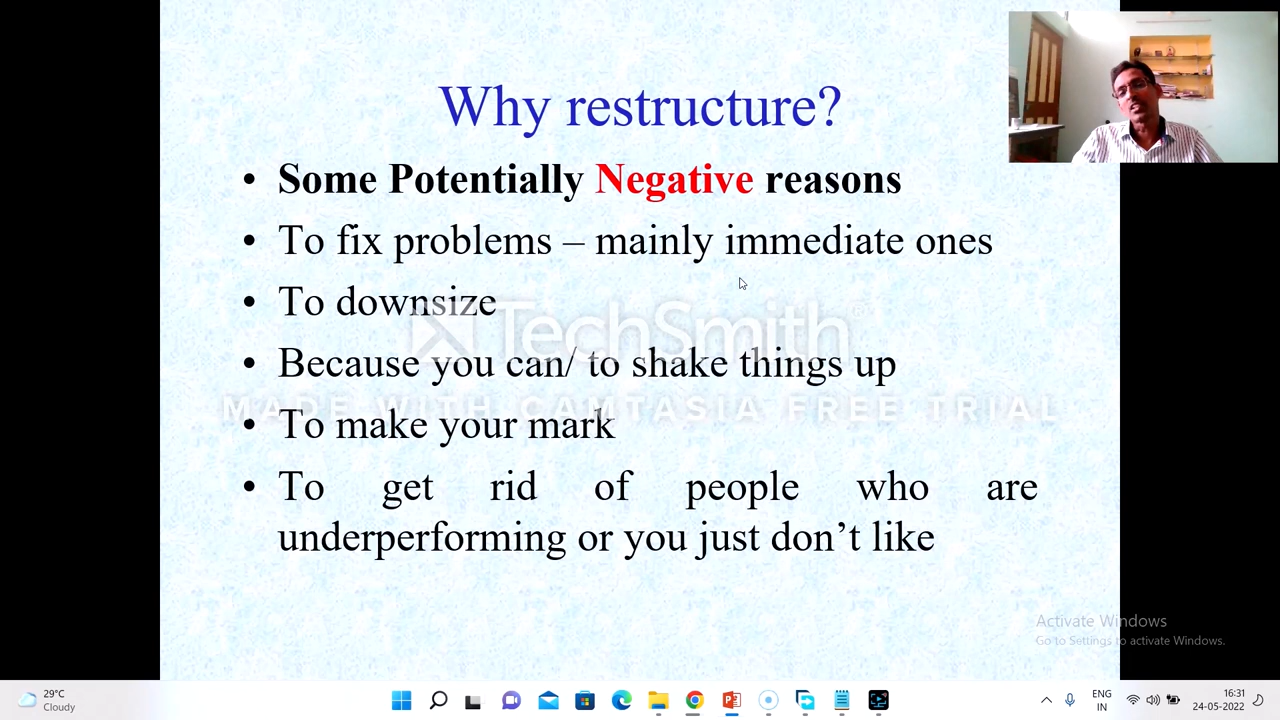 Why restructure?
• Some Potentially Negative reasons
• To fix problems – mainly immediate ones
• To downsize
• Because you can/ to shake things up
• To make your mark
• To get rid of people who are
underperforming or you just don’t like
TechSmith®
MADE WITH CAMTASIA FREE TRIAL
Activate Windows
Go to Settings to activate Windows.
29°C
Cloudy
ENG
IN
24-05-2022